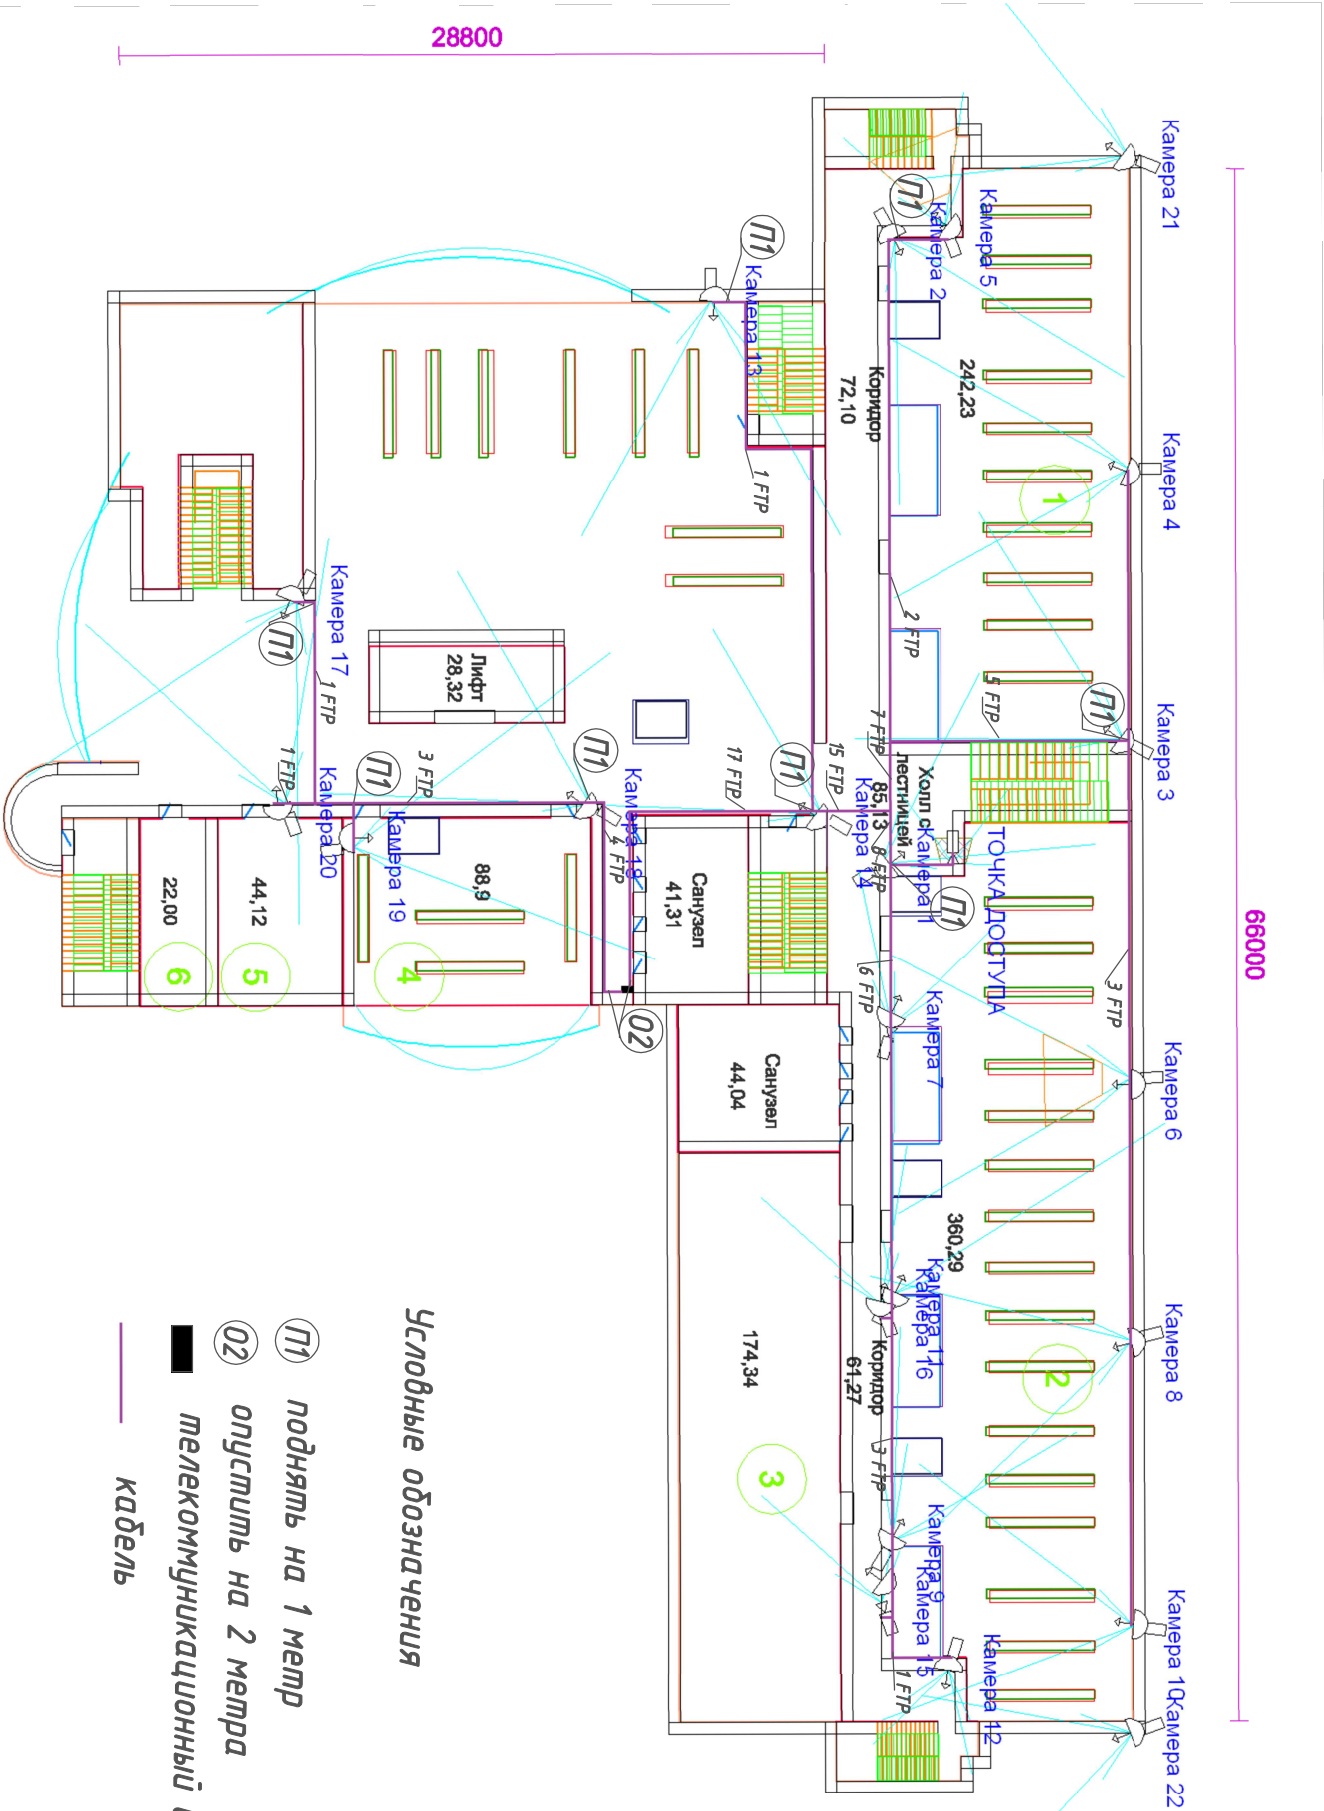 28800
66000
Камера 21
Камера 4
Камера 3
Камера 6
Камера 8
Камера 10
Камера 22
Камера 5
Камера 2
П1
242,23
1
5 FTP
П1
ТОЧКА ДОСТУПА
3 FTP
360,29
2
Камера 12
Коридор
72,10
2 FTP
7 FTP
Холл с
лестницей
85,13
8 FTP
Камера 1
П1
6 FTP
Камера 7
Камера 11
Камера 16
Коридор
61,27
3 FTP
Камера 9
Камера 15
1 FTP
П1
Камера 13
1 FTP
15 FTP
Камера 14
П1
17 FTP
Санузел
41,31
Санузел
44,04
174,34
3
Лифт
28,32
П1
Камера 18
4 FTP
О2
3 FTP
88,9
4
Камера 19
П1
Камера 17
1 FTP
П1
1 FTP
Камера 20
44,12
5
22,00
6
Условные обозначения
П1 поднять на 1 метр
О2 опустить на 2 метра
телекоммуникационный
кабель